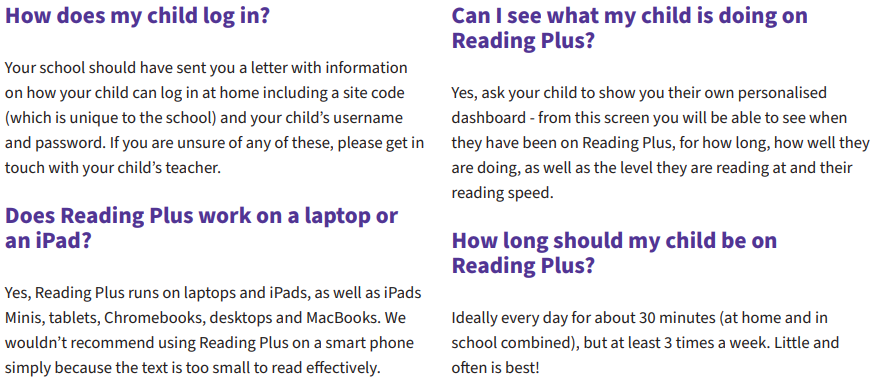 How does my child log in?
Your school should have sent you a letter with information
on how your child can log in at home including a site code
(which is unique to the school) and your child’s username
and password. If you are unsure of any of these, please get in
touch with your child’s teacher.
Does Reading Plus work on a laptop or
an iPad?
Yes, Reading Plus runs on laptops and iPads, as well as iPads
Minis, tablets, Chromebooks, desktops and MacBooks. We
wouldn’t recommend using Reading Plus on a smart phone
simply because the text is too small to read effectively.
Can I see what my child is doing on
Reading Plus?
Yes, ask your child to show you their own personalised
dashboard - from this screen you will be able to see when
they have been on Reading Plus, for how long, how well they
are doing, as well as the level they are reading at and their
reading speed.
How long should my child be on
Reading Plus?
Ideally every day for about 30 minutes (at home and in
school combined), but at least 3 times a week. Little and
often is best!